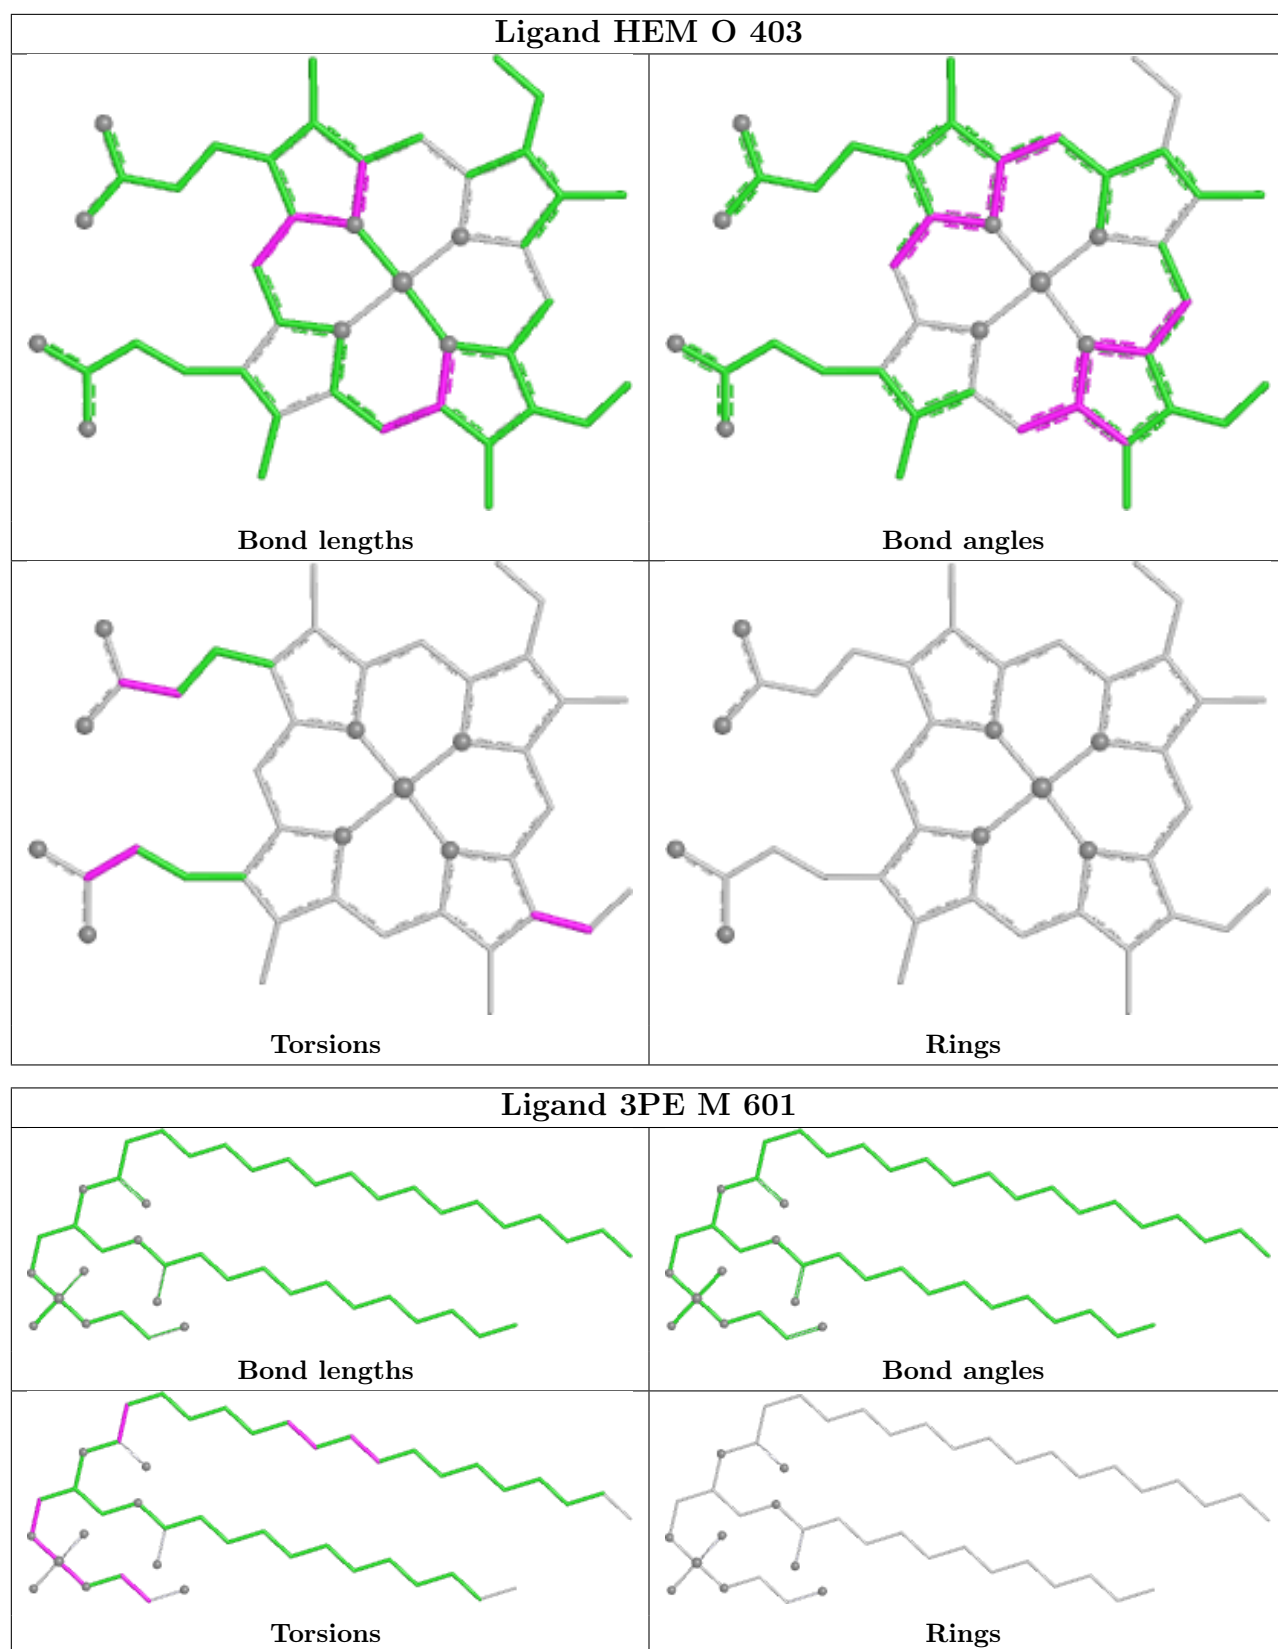 Ligand HEM O 403
Bond lengths
Bond angles
Torsions
Rings
Ligand 3PE M 601
Bond lengths
Bond angles
Torsions
Rings